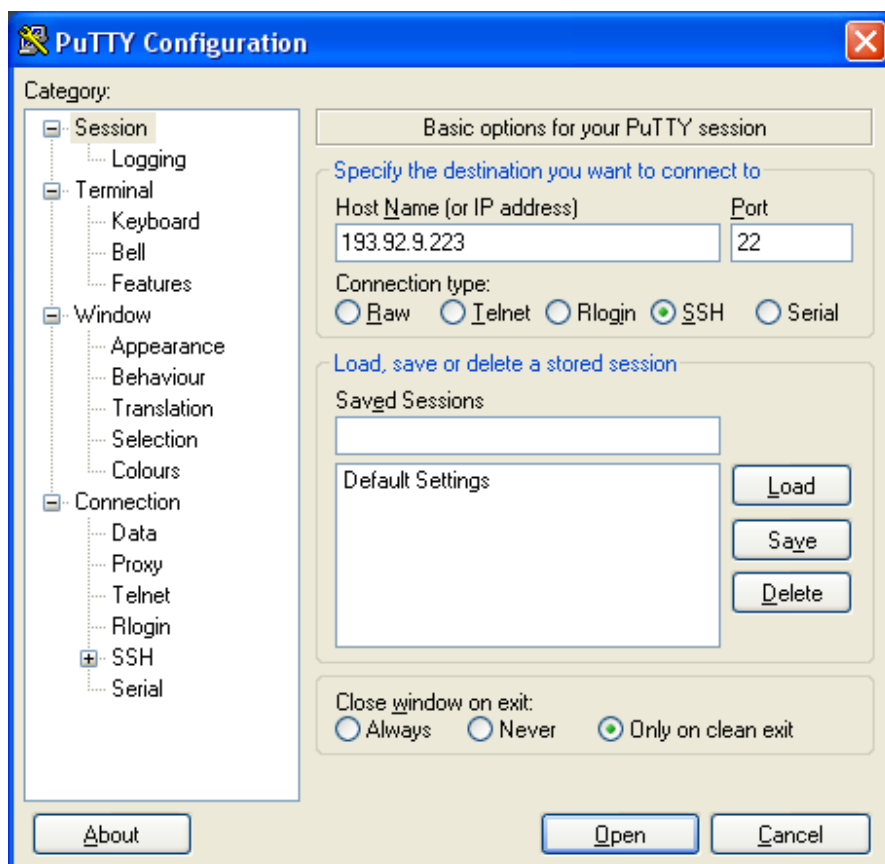 PuTTY Configuration
Category:
Session
Logging
Terminal
Keyboard
Bell
Features
Window
Appearance
Behaviour
Translation
Selection
Colours
Connection
Data
Proxy
Telnet
Rlogin
SSH
Serial
Basic options for your PuTTY session
Specify the destination you want to connect to
Host Name (or IP address) Port
193.92.9.223 22
Connection type:
Raw Telnet Rlogin SSH Serial
Load, save or delete a stored session
Saved Sessions
Default Settings
Load
Save
Delete
Close window on exit:
Always Never Only on clean exit
About Open Cancel